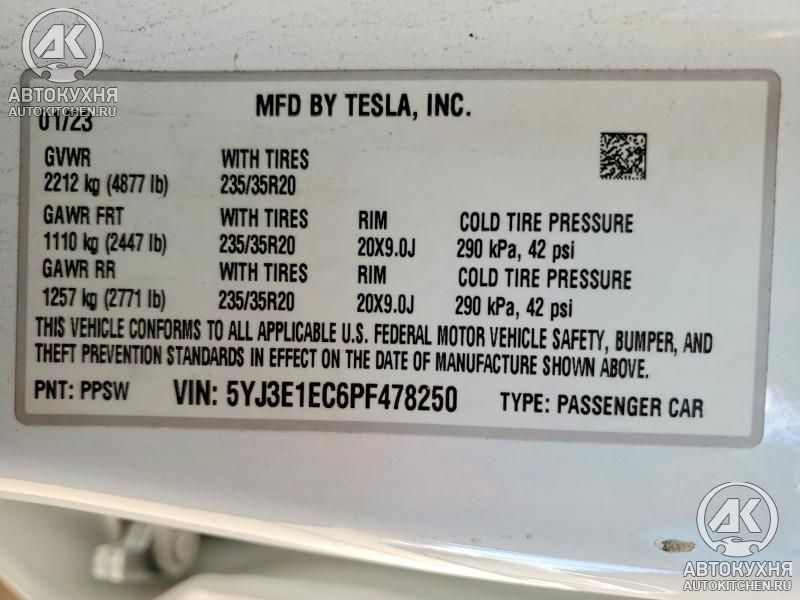 АК
АВТОКУХНЯ
AUTOKITCHEN.RU
MFD BY TESLA, INC.
01/23
GVWR WITH TIRES
2212 kg (4877 lb) 235/35R20
GAWR FRT WITH TIRES RIM COLD TIRE PRESSURE
1110 kg (2447 lb) 235/35R20 20X9.0J 290 kPa, 42 psi
GAWR RR WITH TIRES RIM COLD TIRE PRESSURE
1257 kg (2771 lb) 235/35R20 20X9.0J 290 kPa, 42 psi
THIS VEHICLE CONFORMS TO ALL APPLICABLE U.S. FEDERAL MOTOR VEHICLE SAFETY, BUMPER, AND
THEFT PREVENTION STANDARDS IN EFFECT ON THE DATE OF MANUFACTURE SHOWN ABOVE.
PNT: PPSW VIN: 5YJ3E1EC6PF478250 TYPE: PASSENGER CAR
АК
АВТОКУХНЯ
AUTOKITCHEN.RU